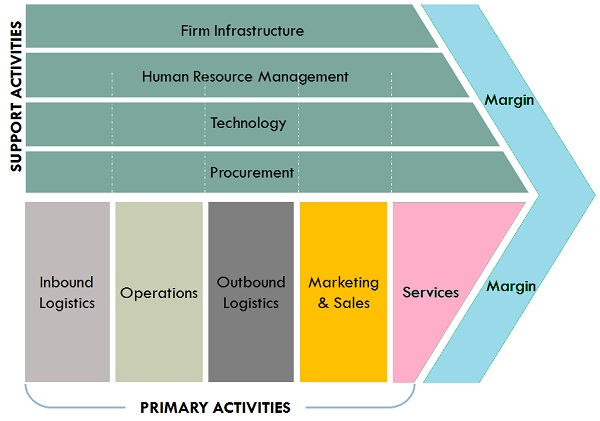 SUPPORT ACTIVITIES
Firm Infrastructure
Human Resource Management
Technology
Procurement
Margin
Inbound
Logistics
Operations
Outbound
Logistics
Marketing
& Sales
Services
Margin
PRIMARY ACTIVITIES